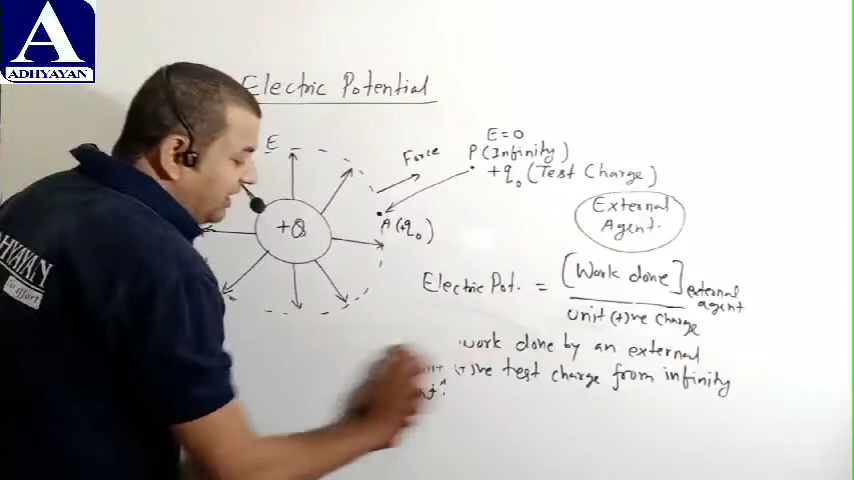 A
ADHYAYAN
Electric Potential
E
E=0
Force
P (Infinity)
+q₀ (Test Charge)
External
Agent.
+Q
A (+q₀)
Electric Pot. = [Work done] external agent
unit (+)ve Charge
work done by an external
(+)ve test charge from infinity
ADHYAYAN